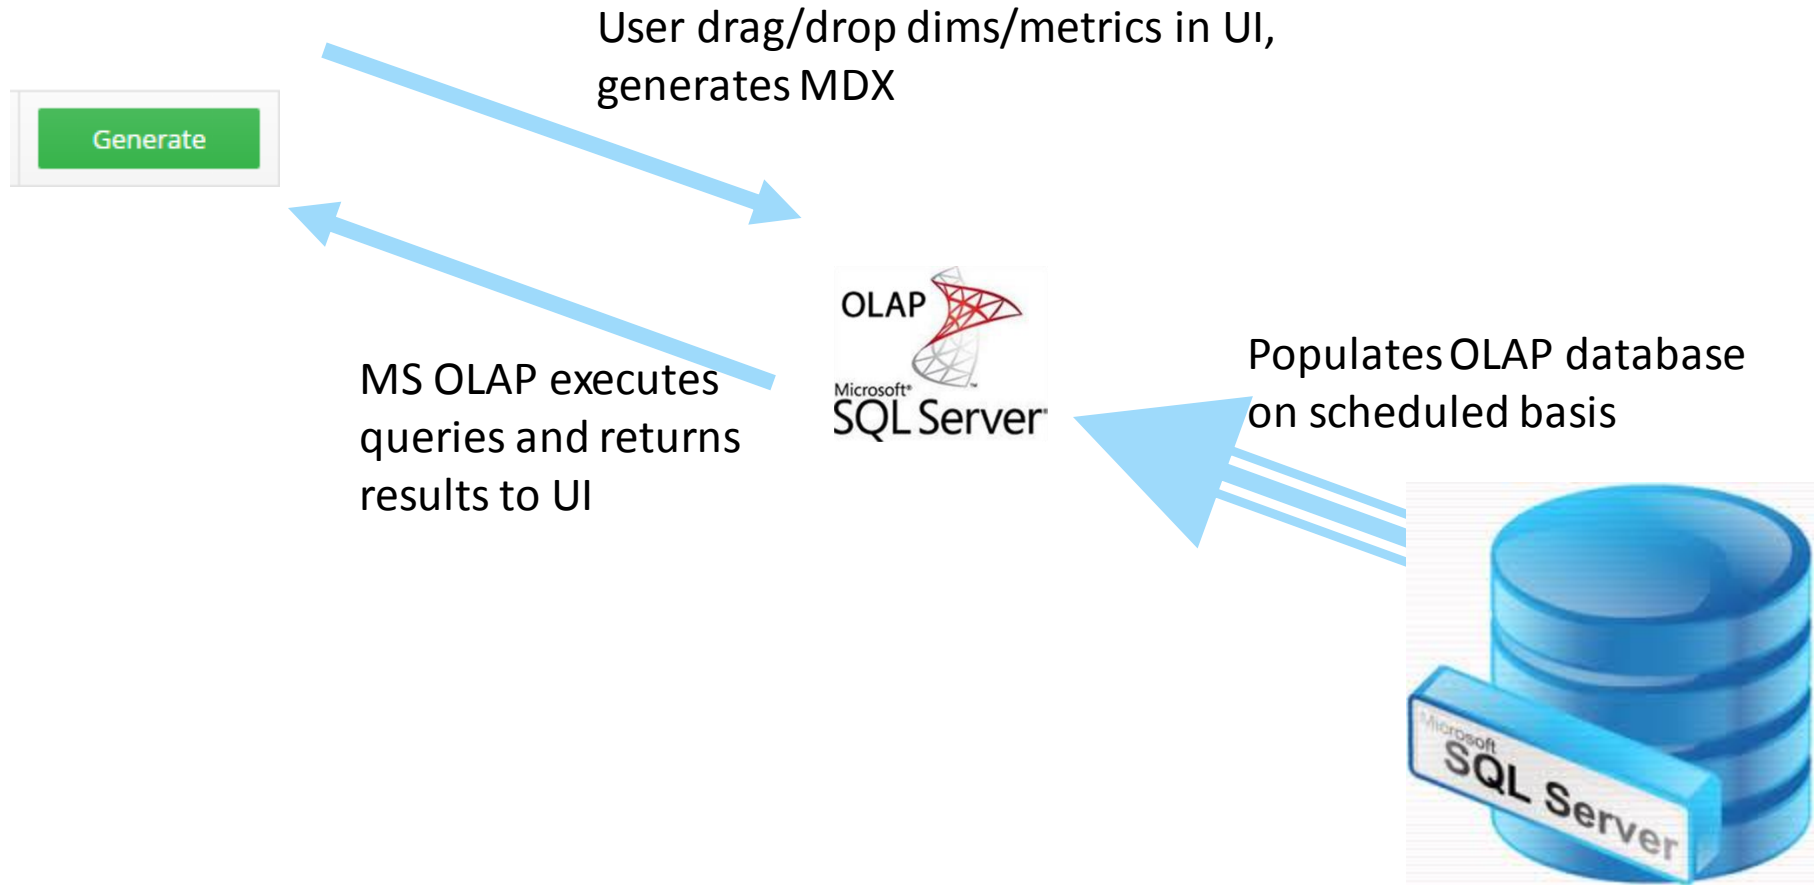 User drag/drop dims/metrics in UI,
generates MDX
Generate
OLAP
Microsoft®
SQL Server®
™
MS OLAP executes
queries and returns
results to UI
Populates OLAP database
on scheduled basis
Microsoft
SQL Server